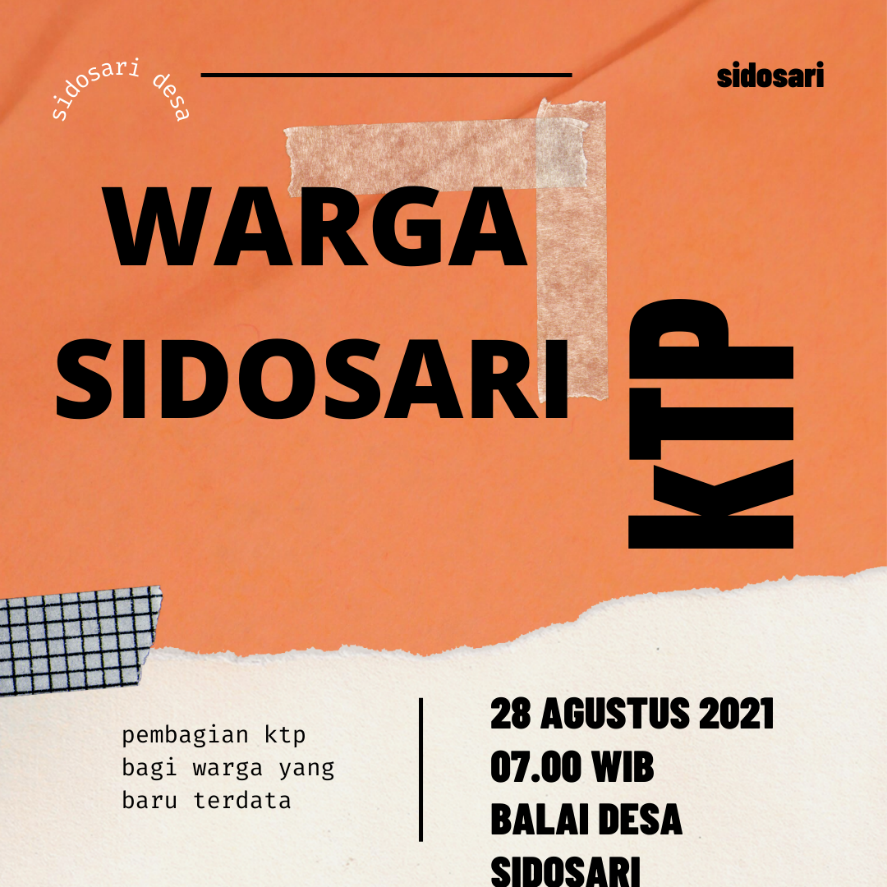 sidosari desa
sidosari
WARGA
SIDOSARI
KTP
pembagian ktp
bagi warga yang
baru terdata
28 AGUSTUS 2021
07.00 WIB
BALAI DESA
SIDOSARI